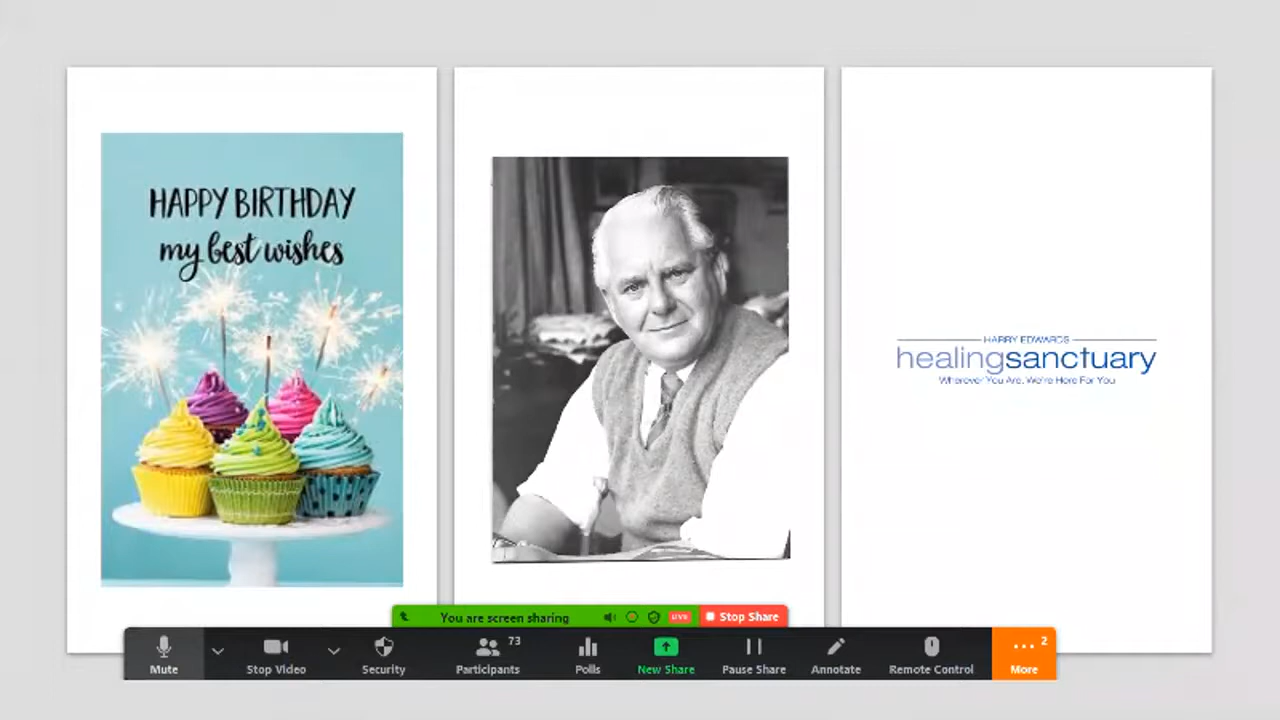 HAPPY BIRTHDAY
my best wishes
HARRY EDWARDS
healingsanctuary
Wherever You Are, We're Here For You
You are screen sharing
LIVE
Stop Share
Mute
Stop Video
Security
Participants
73
Polls
New Share
Pause Share
Annotate
Remote Control
More
2